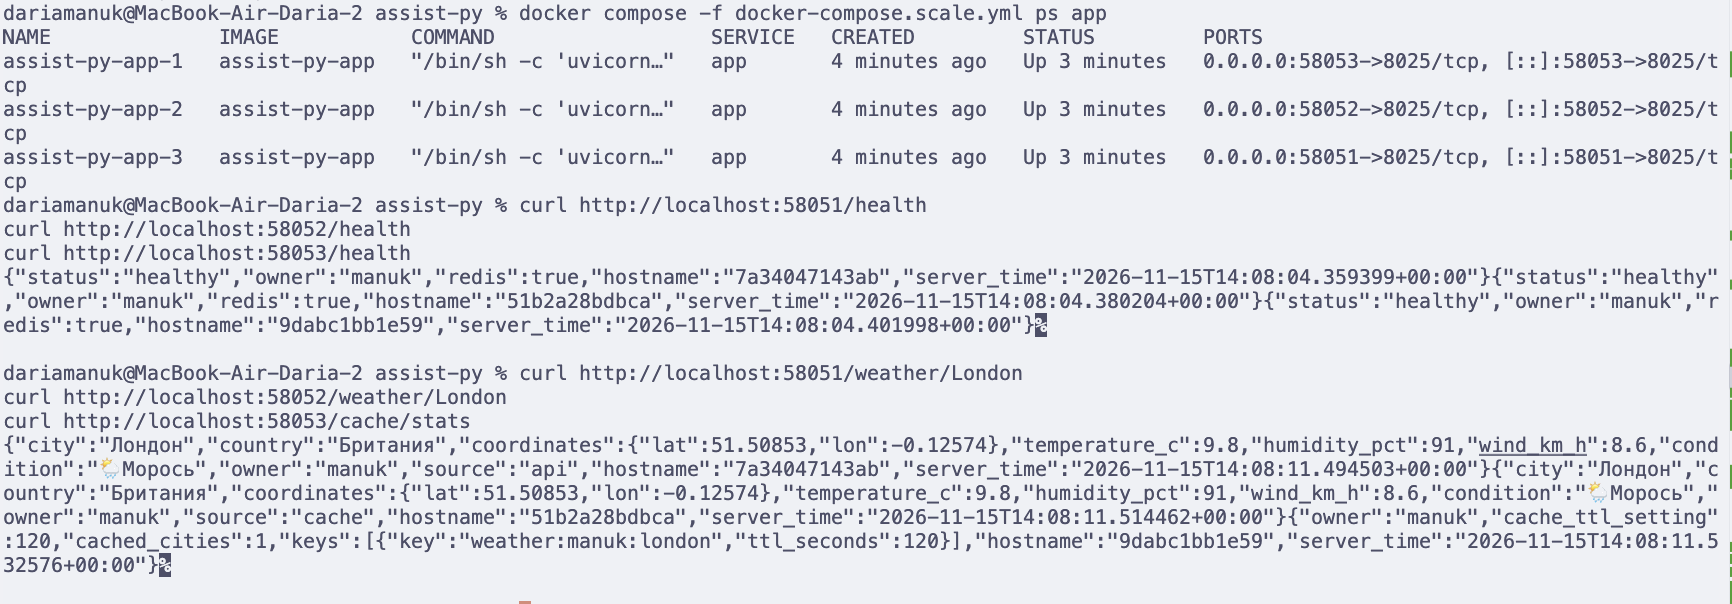 dariamanuk@MacBook-Air-Daria-2 assist-py % docker compose -f docker-compose.scale.yml ps app
NAME IMAGE COMMAND SERVICE CREATED STATUS PORTS
assist-py-app-1 assist-py-app "/bin/sh -c 'uvicorn…" app 4 minutes ago Up 3 minutes 0.0.0.0:58053->8025/tcp, [::]:58053->8025/t
cp
assist-py-app-2 assist-py-app "/bin/sh -c 'uvicorn…" app 4 minutes ago Up 3 minutes 0.0.0.0:58052->8025/tcp, [::]:58052->8025/t
cp
assist-py-app-3 assist-py-app "/bin/sh -c 'uvicorn…" app 4 minutes ago Up 3 minutes 0.0.0.0:58051->8025/tcp, [::]:58051->8025/t
cp
dariamanuk@MacBook-Air-Daria-2 assist-py % curl http://localhost:58051/health
curl http://localhost:58052/health
curl http://localhost:58053/health
{"status":"healthy","owner":"manuk","redis":true,"hostname":"7a34047143ab","server_time":"2026-11-15T14:08:04.359399+00:00"}{"status":"healthy"
,"owner":"manuk","redis":true,"hostname":"51b2a28bdbca","server_time":"2026-11-15T14:08:04.380204+00:00"}{"status":"healthy","owner":"manuk","r
edis":true,"hostname":"9dabc1bb1e59","server_time":"2026-11-15T14:08:04.401998+00:00"}%
dariamanuk@MacBook-Air-Daria-2 assist-py % curl http://localhost:58051/weather/London
curl http://localhost:58052/weather/London
curl http://localhost:58053/cache/stats
{"city":"Лондон","country":"Британия","coordinates":{"lat":51.50853,"lon":-0.12574},"temperature_c":9.8,"humidity_pct":91,"wind_km_h":8.6,"cond
ition":"🌦Морось","owner":"manuk","source":"api","hostname":"7a34047143ab","server_time":"2026-11-15T14:08:11.494503+00:00"}{"city":"Лондон","c
ountry":"Британия","coordinates":{"lat":51.50853,"lon":-0.12574},"temperature_c":9.8,"humidity_pct":91,"wind_km_h":8.6,"condition":"🌦Морось","
owner":"manuk","source":"cache","hostname":"51b2a28bdbca","server_time":"2026-11-15T14:08:11.514462+00:00"}{"owner":"manuk","cache_ttl_setting"
:120,"cached_cities":1,"keys":[{"key":"weather:manuk:london","ttl_seconds":120}],"hostname":"9dabc1bb1e59","server_time":"2026-11-15T14:08:11.5
32576+00:00"}%